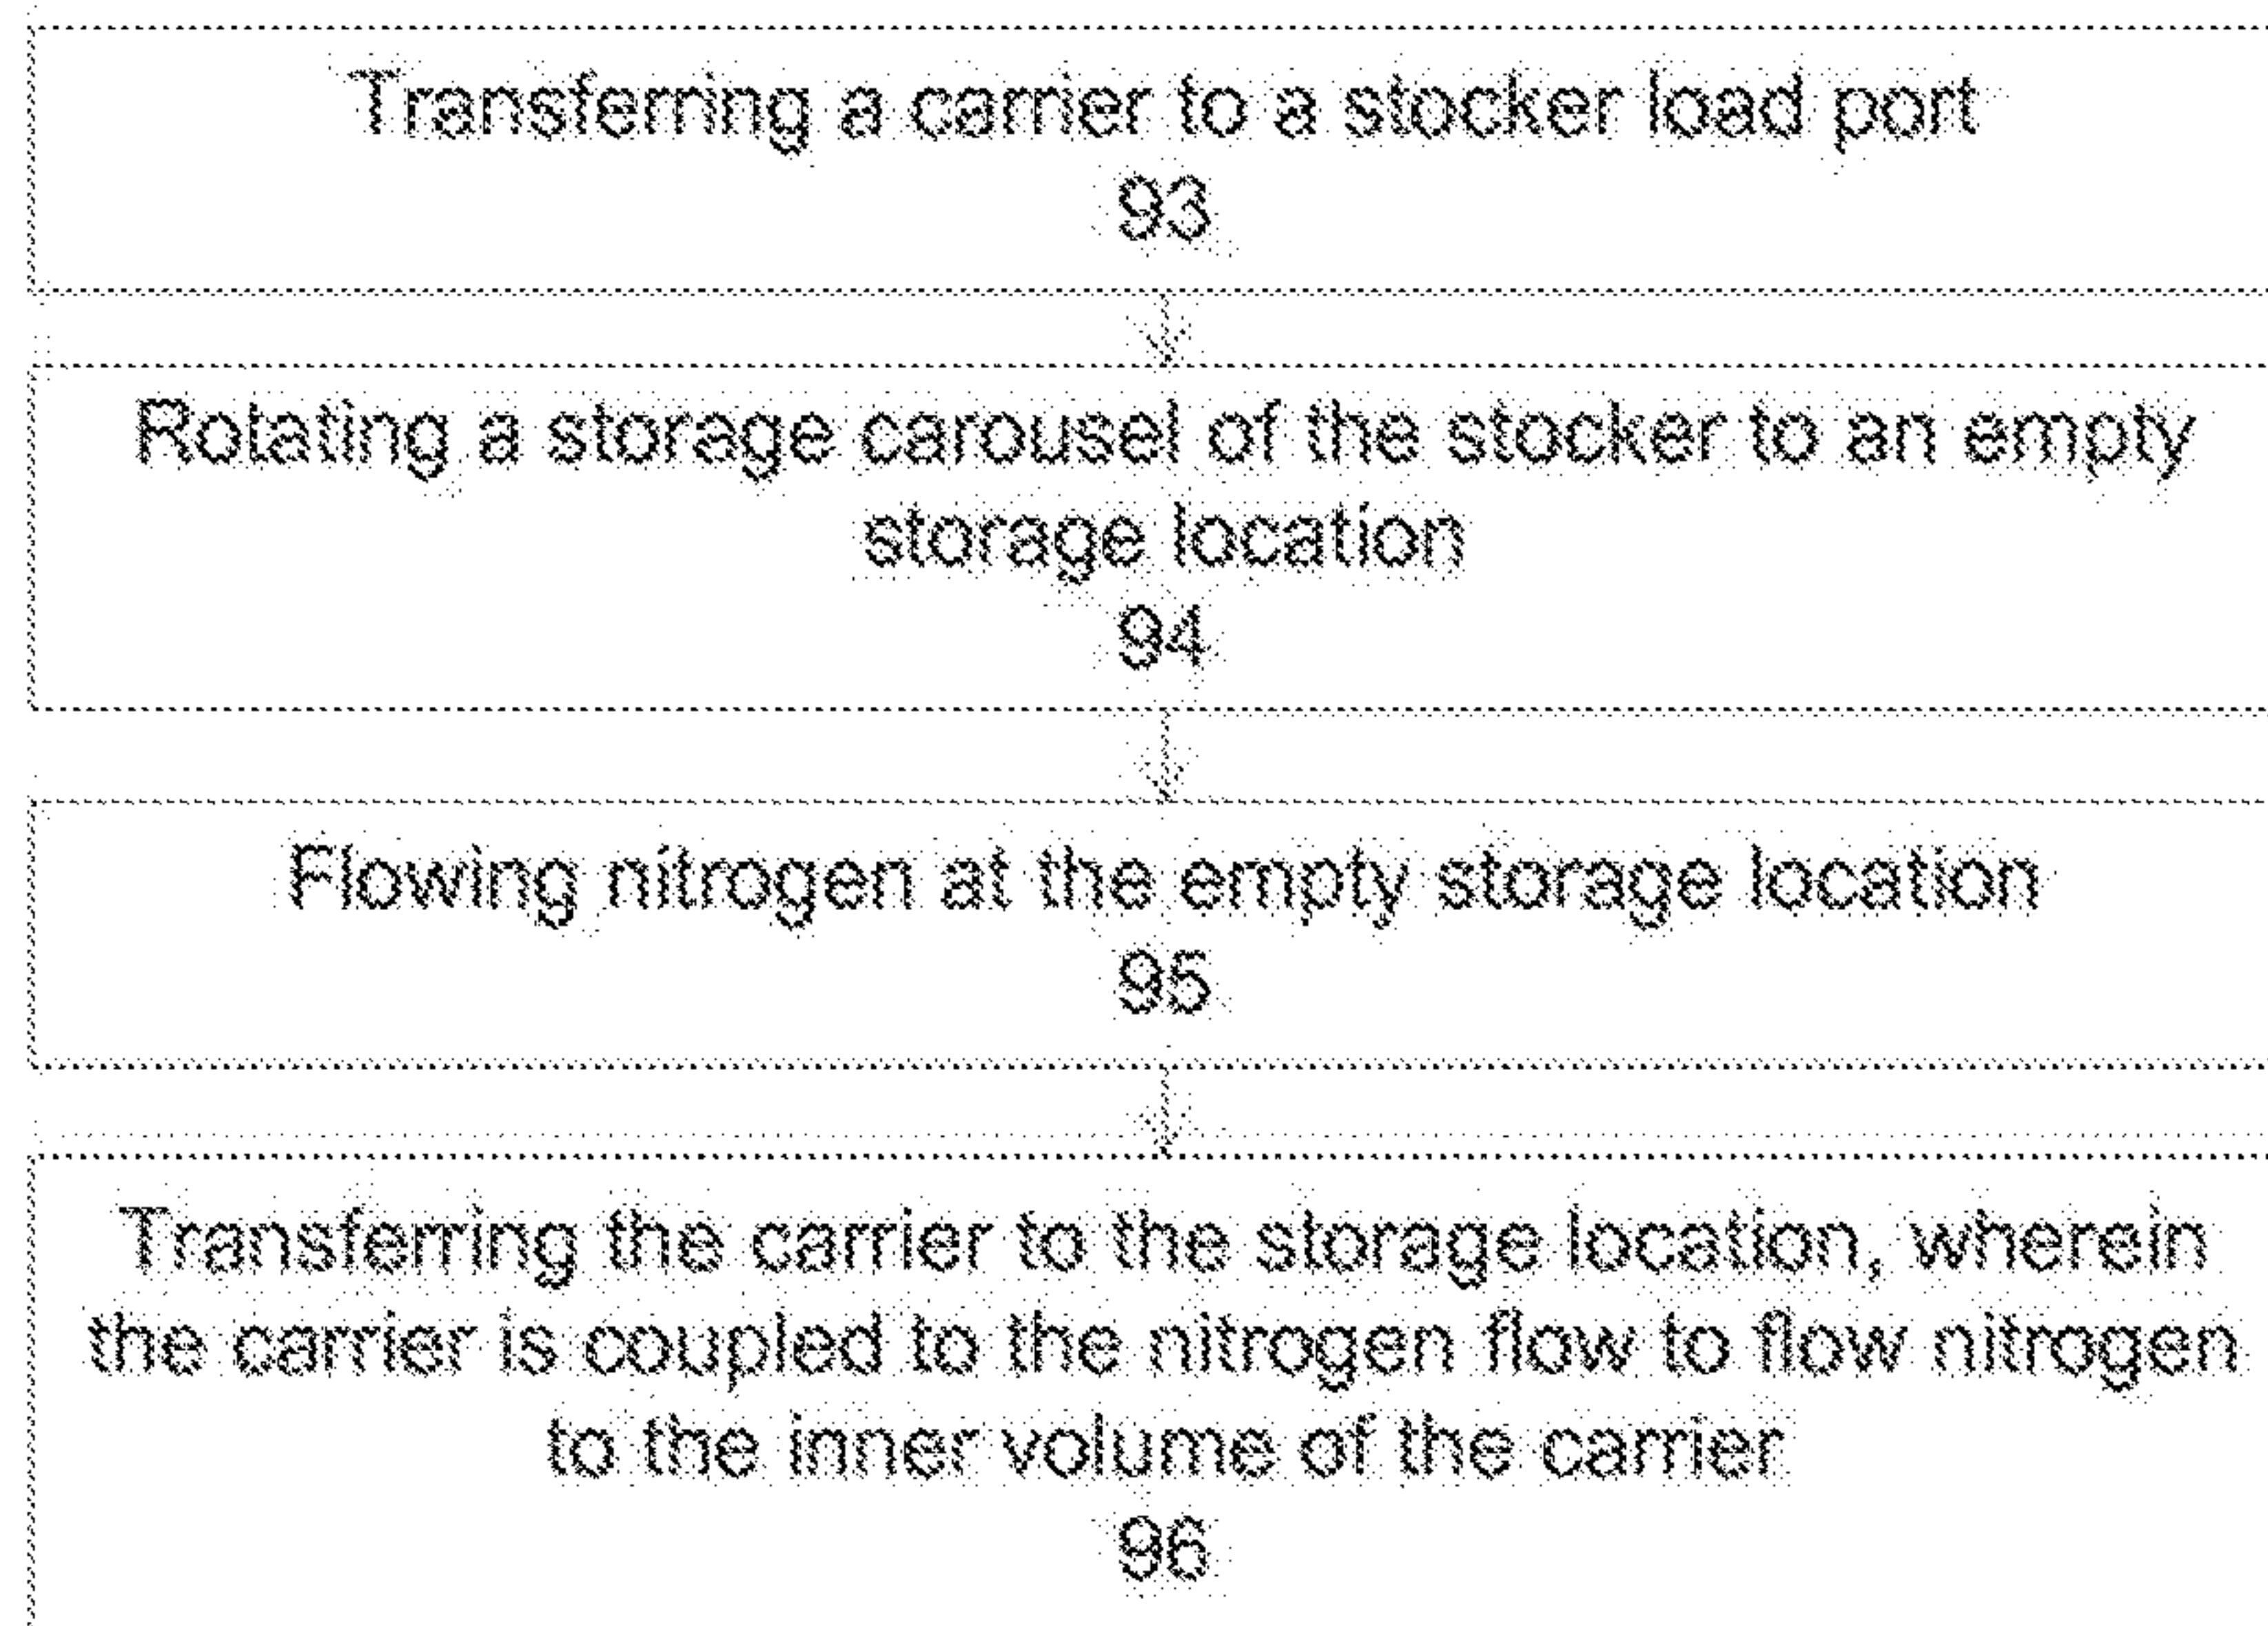 Transferring a carrier to a stocker load port
93
Rotating a storage carousel of the stocker to an empty
storage location
94
Flowing nitrogen at the empty storage location
95
Transferring the carrier to the storage location, wherein
the carrier is coupled to the nitrogen flow to flow nitrogen
to the inner volume of the carrier
96